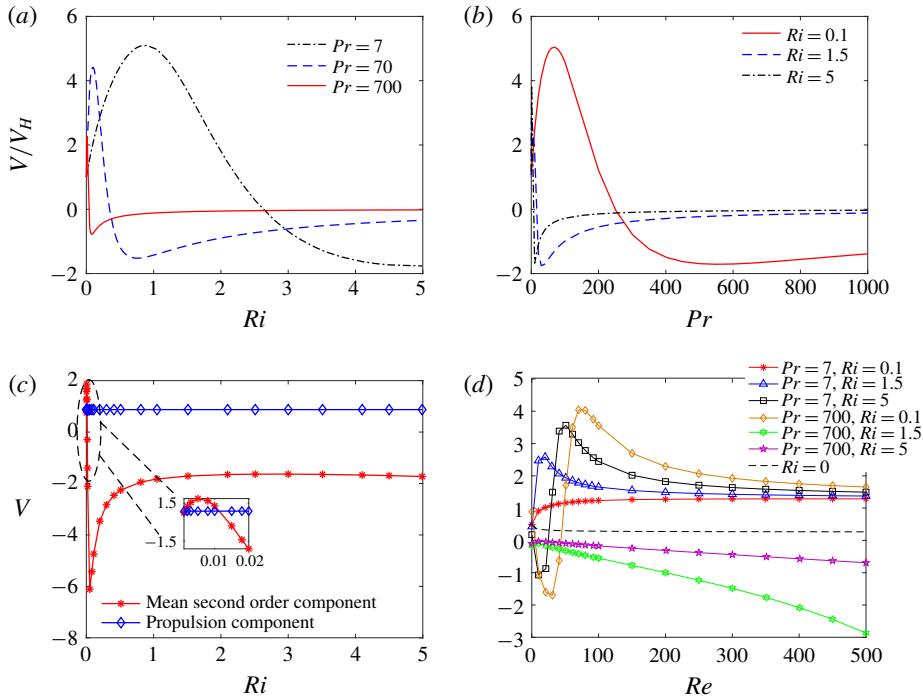 (a)
6
4
2
0
−2
V/V_H
0 1 2 3 4 5
Ri
Pr = 7
Pr = 70
Pr = 700
(b)
6
4
2
0
−2
0 200 400 600 800 1000
Pr
Ri = 0.1
Ri = 1.5
Ri = 5
(c)
2
0
−2
−4
−6
−8
V
0 1 2 3 4 5
Ri
1.5
−1.5
0.01 0.02
Mean second order component
Propulsion component
(d)
5
4
3
2
1
0
−1
−2
−3
0 100 200 300 400 500
Re
Pr = 7, Ri = 0.1
Pr = 7, Ri = 1.5
Pr = 7, Ri = 5
Pr = 700, Ri = 0.1
Pr = 700, Ri = 1.5
Pr = 700, Ri = 5
Ri = 0